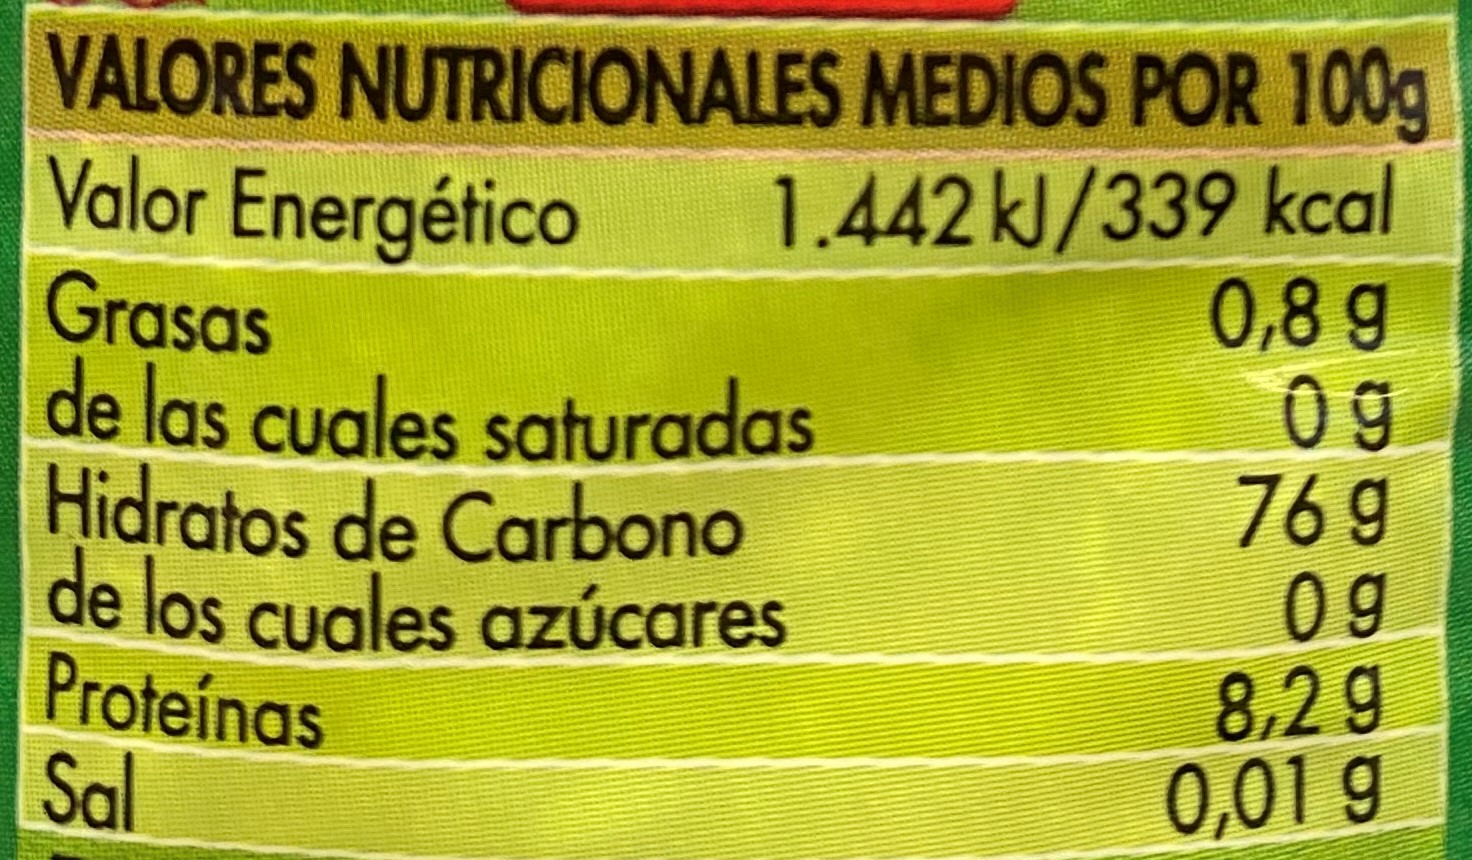 VALORES NUTRICIONALES MEDIOS POR 100g
Valor Energético 1.442 kJ/339 kcal
Grasas 0,8 g
de las cuales saturadas 0 g
Hidratos de Carbono 76 g
de los cuales azúcares 0 g
Proteínas 8,2 g
Sal 0,01 g